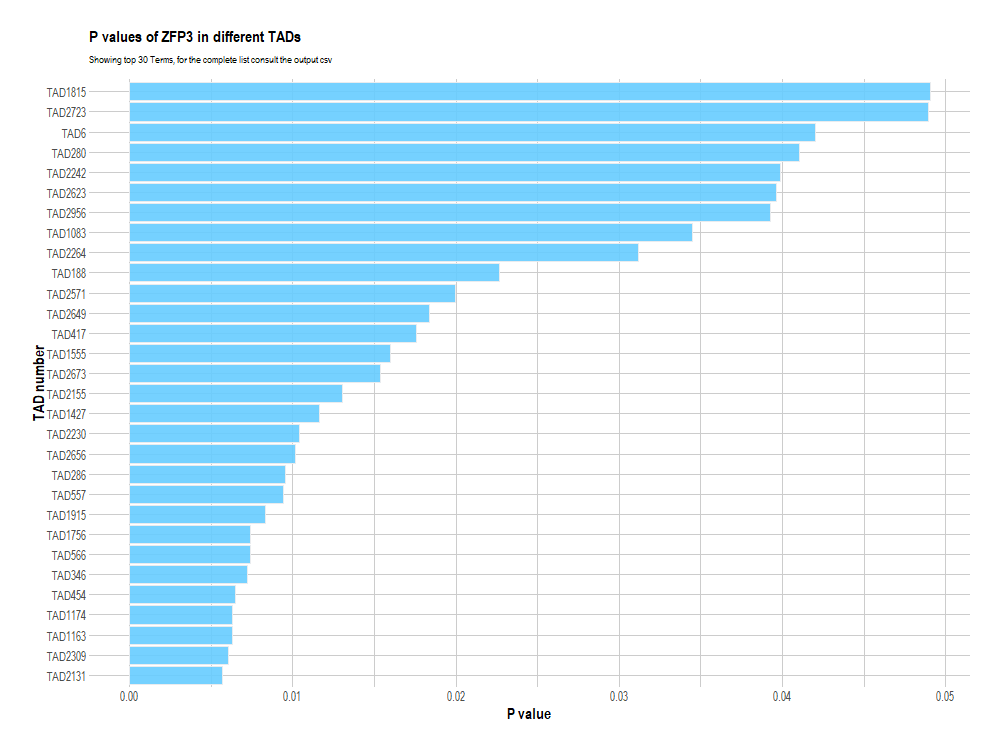 P values of ZFP3 in different TADs
Showing top 30 Terms, for the complete list consult the output csv
TAD1815
TAD2723
TAD6
TAD280
TAD2242
TAD2623
TAD2956
TAD1083
TAD2264
TAD188
TAD2571
TAD2649
TAD417
TAD1555
TAD2673
TAD2155
TAD1427
TAD2230
TAD2656
TAD286
TAD557
TAD1915
TAD1756
TAD566
TAD346
TAD454
TAD1174
TAD1163
TAD2309
TAD2131
TAD number
0.00 0.01 0.02 0.03 0.04 0.05
P value